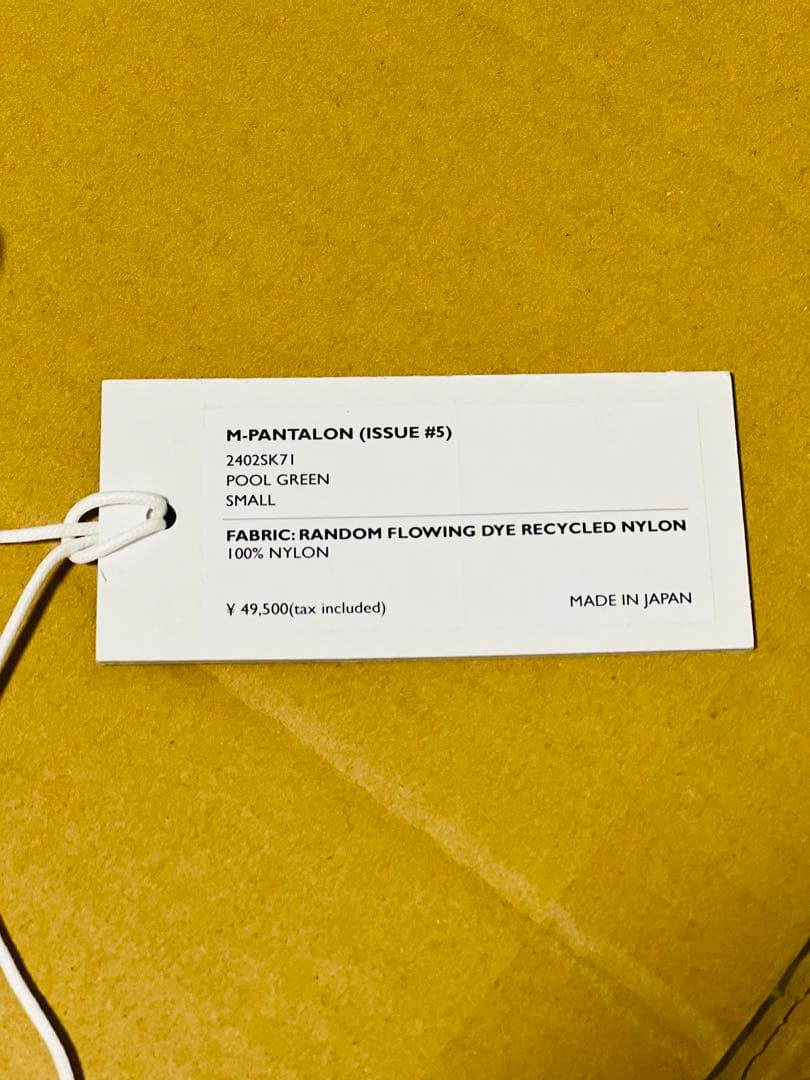 M-PANTALON (ISSUE #5)
2402SK71
POOL GREEN
SMALL
FABRIC: RANDOM FLOWING DYE RECYCLED NYLON
100% NYLON
¥ 49,500(tax included)
MADE IN JAPAN